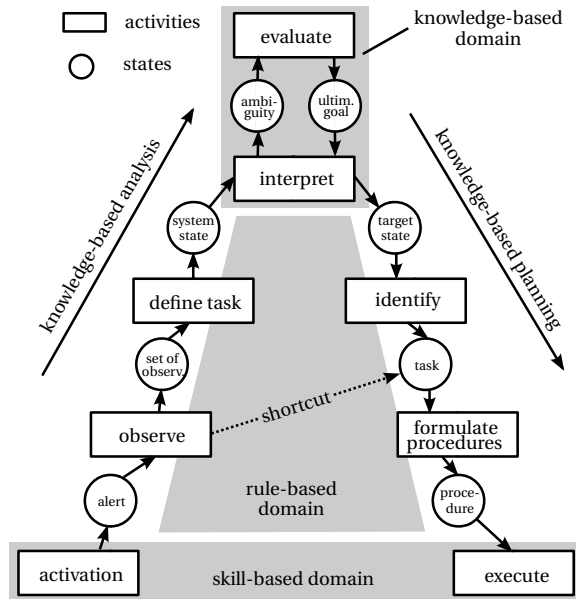 activities
states
evaluate
knowledge-based
domain
ambi-
guity
ultim.
goal
interpret
knowledge-based analysis
knowledge-based planning
system
state
target
state
define task
identify
set of
observ.
task
shortcut
observe
formulate
procedures
alert
rule-based
domain
proce-
dure
activation
skill-based domain
execute